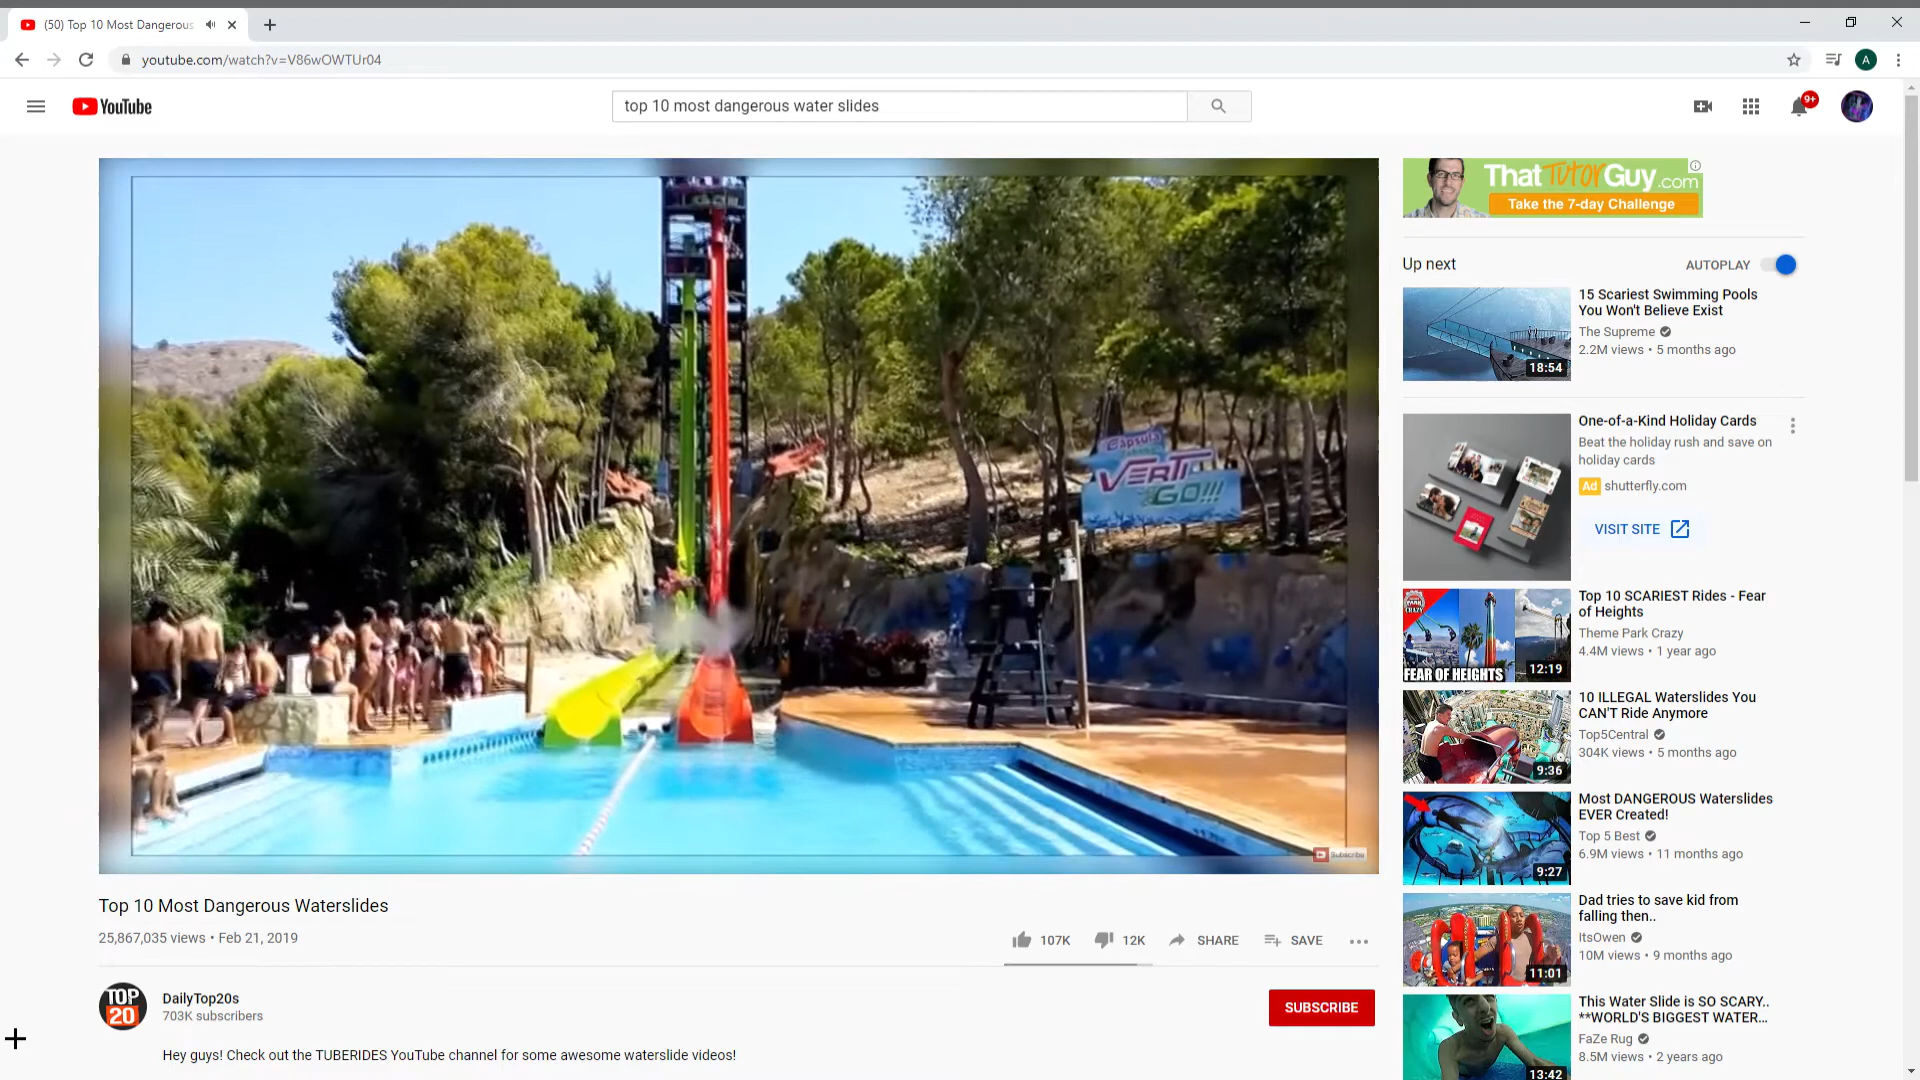 (50) Top 10 Most Dangerous
youtube.com/watch?v=V86wOWTUr04
A
YouTube
top 10 most dangerous water slides
9+
Capsula
VERTI
GO!!!
Subscribe
Top 10 Most Dangerous Waterslides
25,867,035 views • Feb 21, 2019
107K
12K
SHARE
SAVE
TOP
20
DailyTop20s
703K subscribers
SUBSCRIBE
Hey guys! Check out the TUBERIDES YouTube channel for some awesome waterslide videos!
That TutorGuy.com
Take the 7-day Challenge
Up next
AUTOPLAY
18:54
15 Scariest Swimming Pools
You Won't Believe Exist
The Supreme
2.2M views • 5 months ago
One-of-a-Kind Holiday Cards
Beat the holiday rush and save on
holiday cards
Ad shutterfly.com
VISIT SITE
PARK
CRAZY
FEAR OF HEIGHTS
12:19
Top 10 SCARIEST Rides - Fear
of Heights
Theme Park Crazy
4.4M views • 1 year ago
9:36
10 ILLEGAL Waterslides You
CAN'T Ride Anymore
Top5Central
304K views • 5 months ago
9:27
Most DANGEROUS Waterslides
EVER Created!
Top 5 Best
6.9M views • 11 months ago
11:01
Dad tries to save kid from
falling then..
ItsOwen
10M views • 9 months ago
13:42
This Water Slide is SO SCARY..
**WORLD'S BIGGEST WATER...
FaZe Rug
8.5M views • 2 years ago